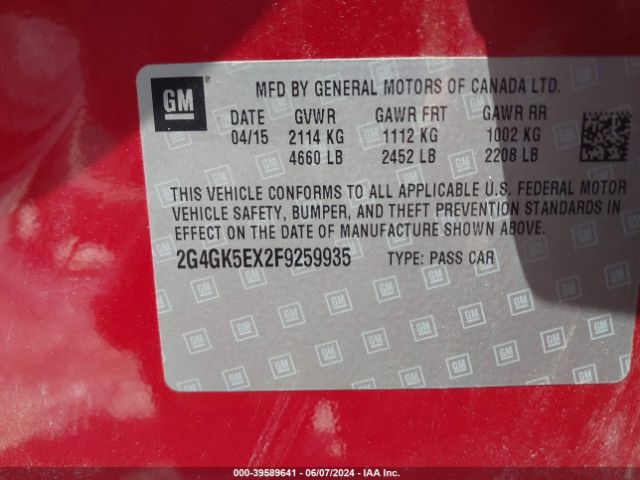 GM
MFD BY GENERAL MOTORS OF CANADA LTD.
DATE GVWR GAWR FRT GAWR RR
04/15 2114 KG 1112 KG 1002 KG
4660 LB 2452 LB 2208 LB
THIS VEHICLE CONFORMS TO ALL APPLICABLE U.S. FEDERAL MOTOR
VEHICLE SAFETY, BUMPER, AND THEFT PREVENTION STANDARDS IN
EFFECT ON THE DATE OF MANUFACTURE SHOWN ABOVE.
2G4GK5EX2F9259935 TYPE: PASS CAR
000-39589641 - 06/07/2024 - IAA Inc.